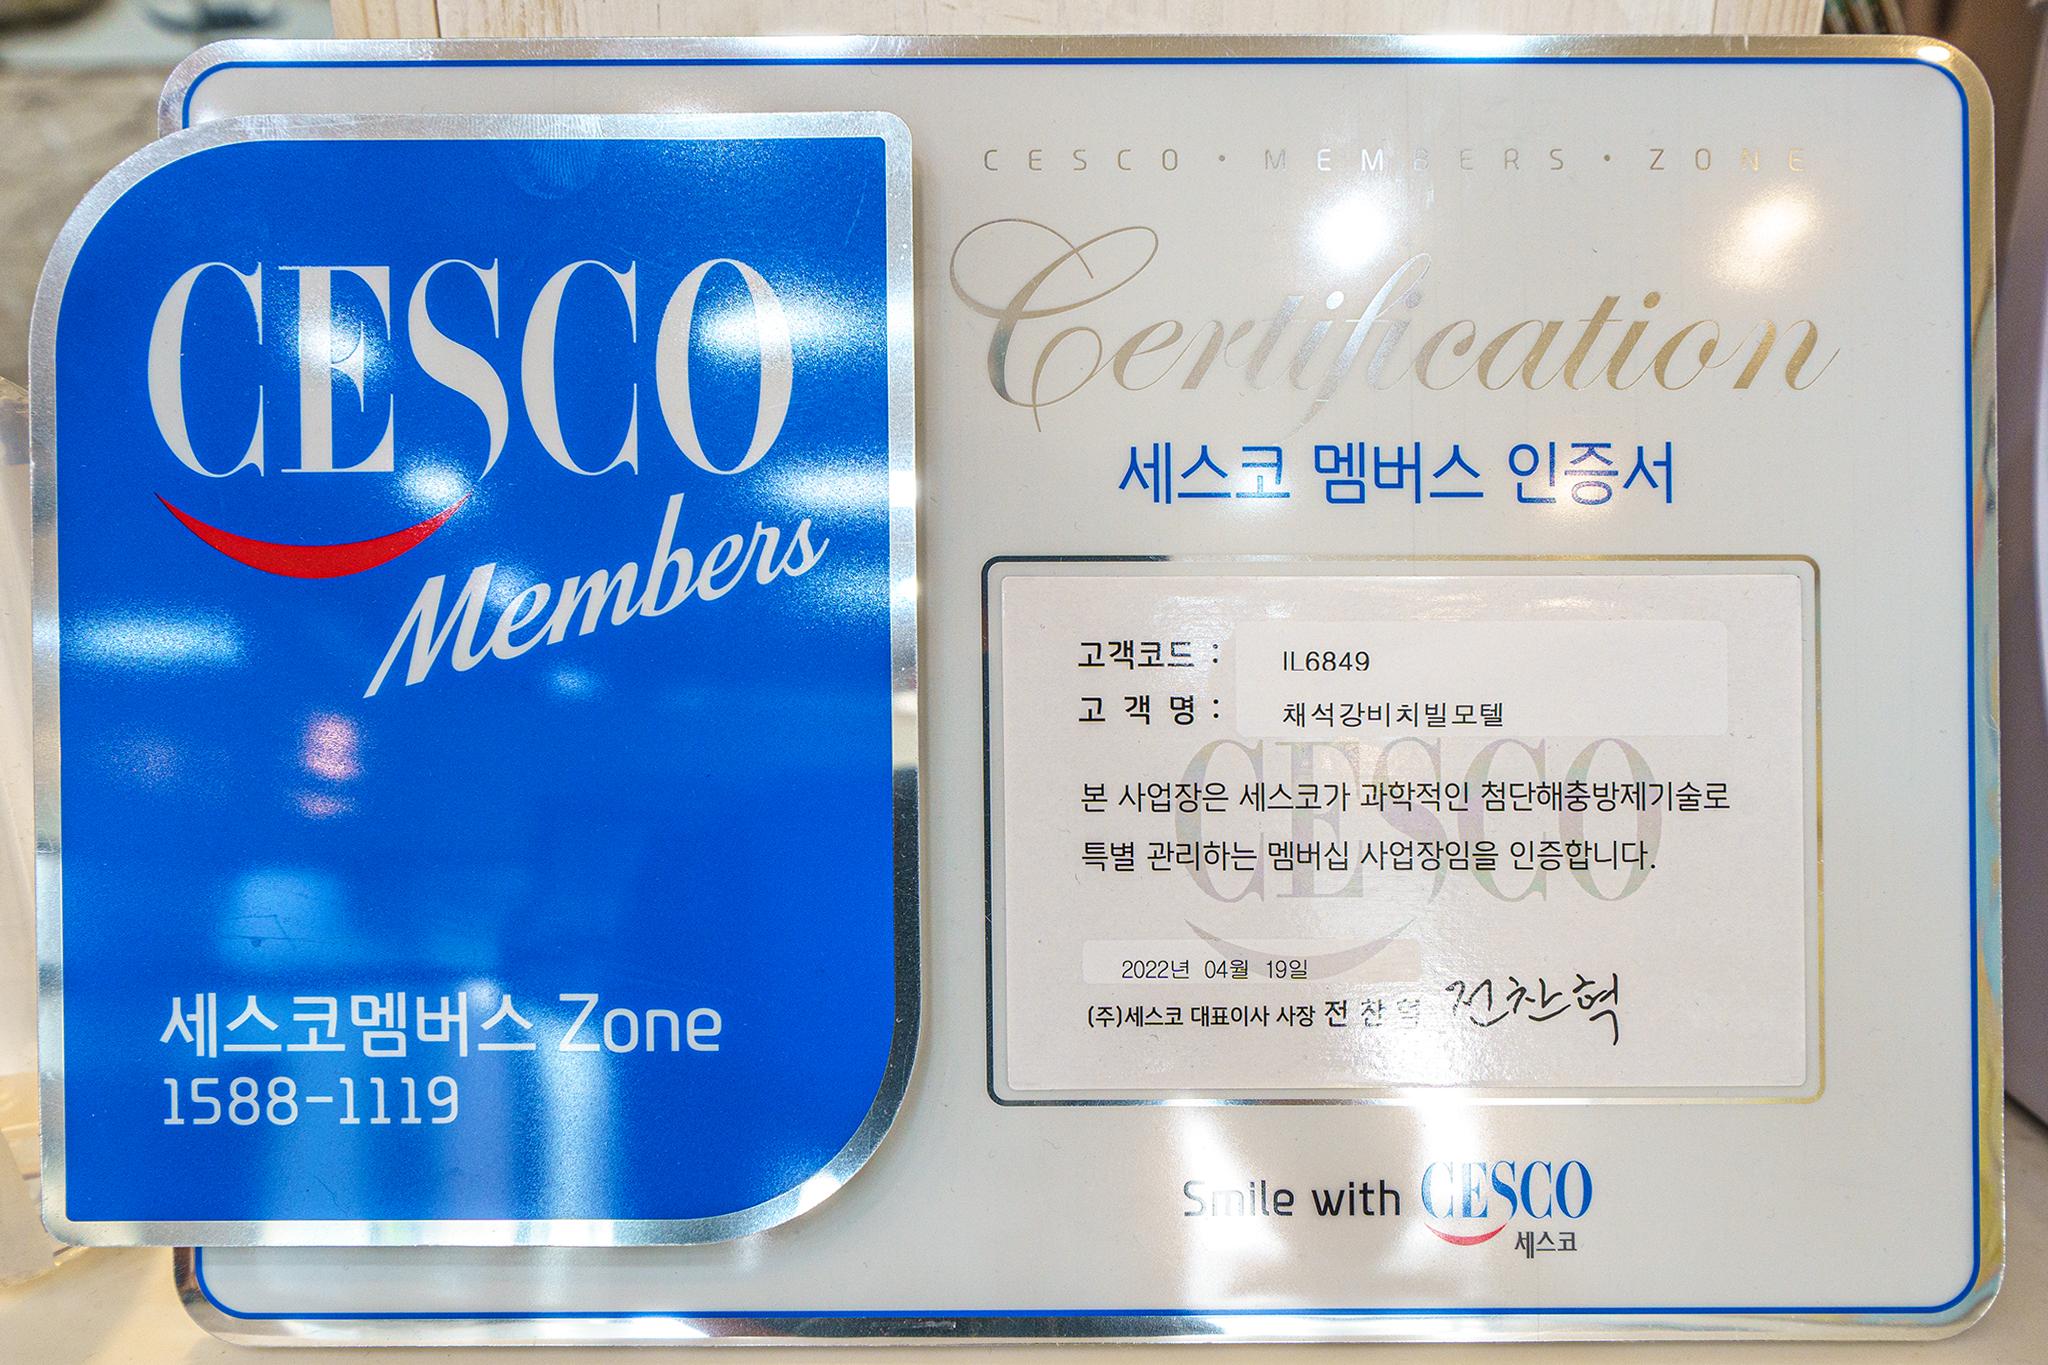 CESCO
Members
세스코멤버스 Zone
1588-1119
CESCO · MEMBERS · ZONE
Certification
세스코 멤버스 인증서
고객코드 : IL6849
고 객 명 : 채석강비치빌모텔
CESCO
본 사업장은 세스코가 과학적인 첨단해충방제기술로
특별 관리하는 멤버십 사업장임을 인증합니다.
2022년 04월 19일
(주)세스코 대표이사 사장 전 찬 혁 전찬혁
Smile with CESCO
세스코